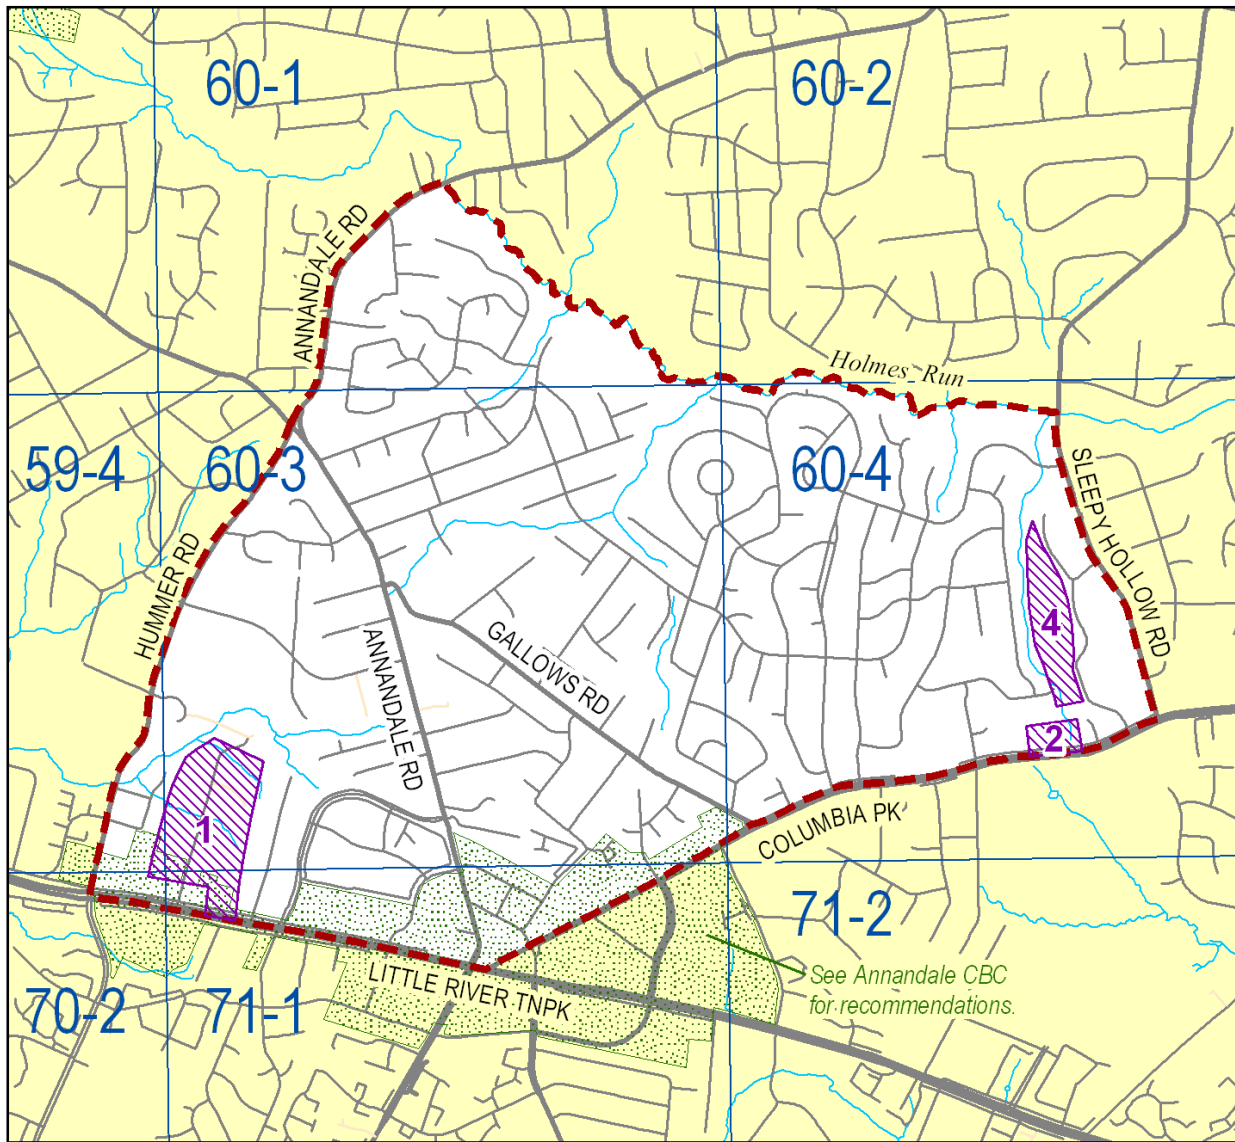 60-1
60-2
ANNANDALE RD
Holmes Run
59-4
60-3
60-4
SLEEPY HOLLOW RD
HUMMER RD
ANNANDALE RD
GALLOWS RD
4
2
1
COLUMBIA PK
71-2
See Annandale CBC
for recommendations.
LITTLE RIVER TNPK
70-2
71-1